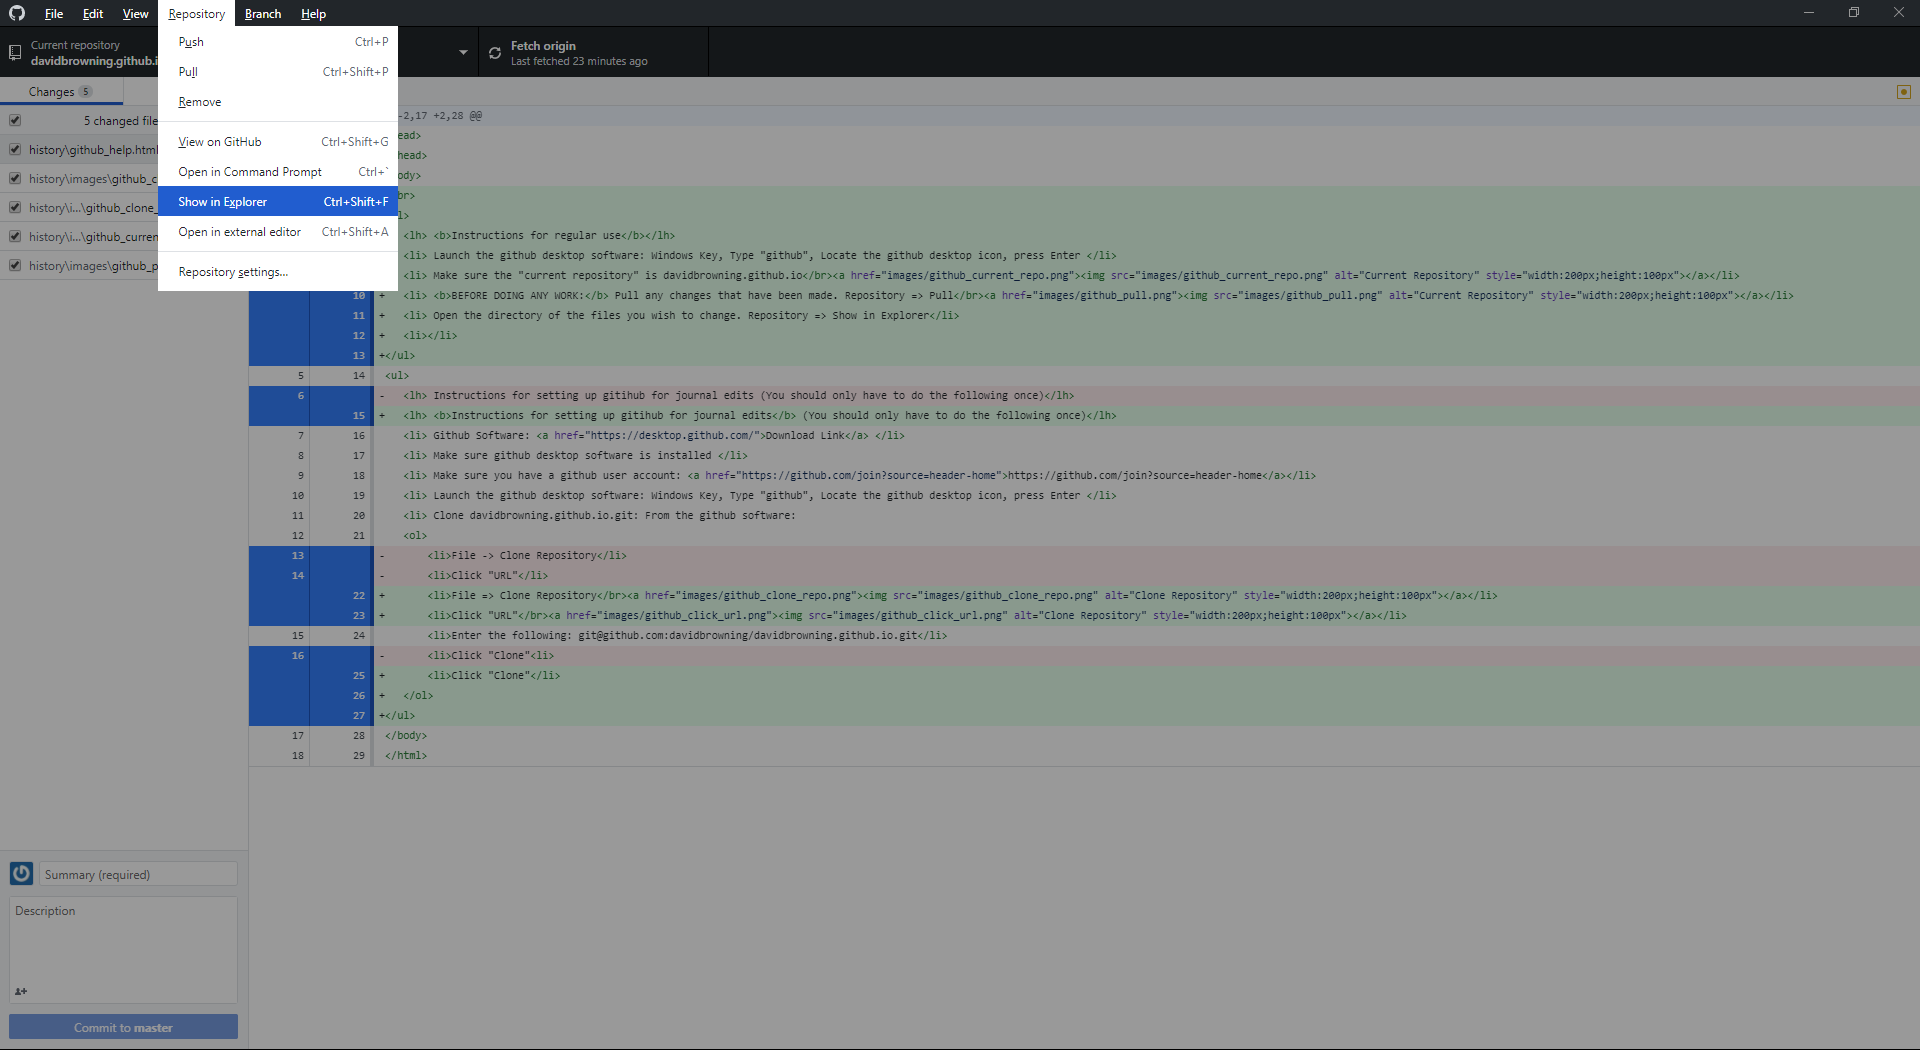 File Edit View Repository Branch Help
Current repository
davidbrowning.github.i
Fetch origin
Last fetched 23 minutes ago
Push Ctrl+P
Pull Ctrl+Shift+P
Remove
View on GitHub Ctrl+Shift+G
Open in Command Prompt Ctrl+`
Show in Explorer Ctrl+Shift+F
Open in external editor Ctrl+Shift+A
Repository settings...
Changes 5
5 changed file
history\github_help.html
history\images\github_c
history\i...\github_clone_
history\i...\github_curren
history\images\github_p
-2,17 +2,28 @@
ead>
head>
ody>
br>
l>
<lh> <b>Instructions for regular use</b></lh>
<li> Launch the github desktop software: Windows Key, Type "github", Locate the github desktop icon, press Enter </li>
<li> Make sure the "current repository" is davidbrowning.github.io</br><a href="images/github_current_repo.png"><img src="images/github_current_repo.png" alt="Current Repository" style="width:200px;height:100px"></a></li>
10 + <li> <b>BEFORE DOING ANY WORK:</b> Pull any changes that have been made. Repository => Pull</br><a href="images/github_pull.png"><img src="images/github_pull.png" alt="Current Repository" style="width:200px;height:100px"></a></li>
11 + <li> Open the directory of the files you wish to change. Repository => Show in Explorer</li>
12 + <li></li>
13 +</ul>
5 14 <ul>
6 - <lh> Instructions for setting up gitihub for journal edits (You should only have to do the following once)</lh>
15 + <lh> <b>Instructions for setting up gitihub for journal edits</b> (You should only have to do the following once)</lh>
7 16 <li> Github Software: <a href="https://desktop.github.com/">Download Link</a> </li>
8 17 <li> Make sure github desktop software is installed </li>
9 18 <li> Make sure you have a github user account: <a href="https://github.com/join?source=header-home">https://github.com/join?source=header-home</a></li>
10 19 <li> Launch the github desktop software: Windows Key, Type "github", Locate the github desktop icon, press Enter </li>
11 20 <li> Clone davidbrowning.github.io.git: From the github software:
12 21 <ol>
13 - <li>File -> Clone Repository</li>
14 - <li>Click "URL"</li>
22 + <li>File => Clone Repository</br><a href="images/github_clone_repo.png"><img src="images/github_clone_repo.png" alt="Clone Repository" style="width:200px;height:100px"></a></li>
23 + <li>Click "URL"</br><a href="images/github_click_url.png"><img src="images/github_click_url.png" alt="Clone Repository" style="width:200px;height:100px"></a></li>
15 24 <li>Enter the following: git@github.com:davidbrowning/davidbrowning.github.io.git</li>
16 - <li>Click "Clone"<li>
25 + <li>Click "Clone"</li>
26 + </ol>
27 +</ul>
17 28 </body>
18 29 </html>
Summary (required)
Description
Commit to master